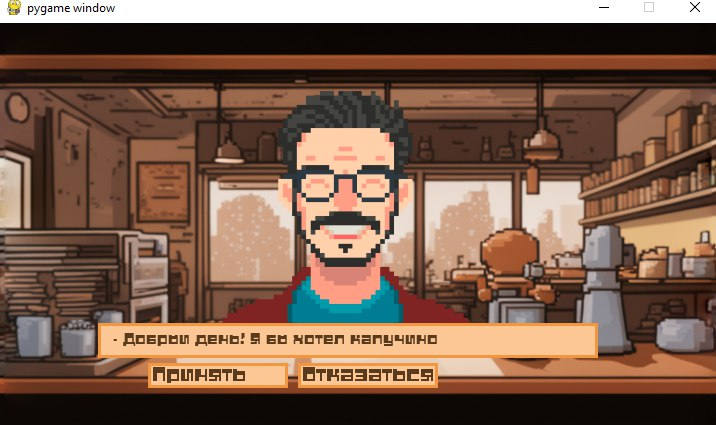 pygame window
- Добрый день! Я бы хотел капучино
Принять
Отказаться